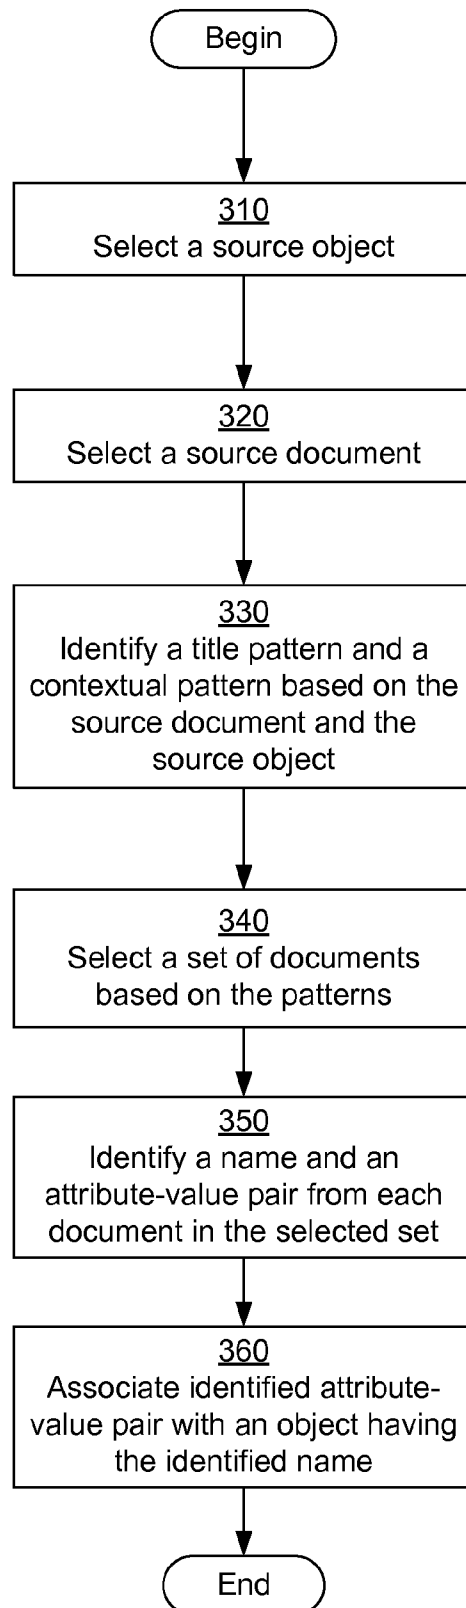 Begin
310
Select a source object
320
Select a source document
330
Identify a title pattern and a
contextual pattern based on the
source document and the
source object
340
Select a set of documents
based on the patterns
350
Identify a name and an
attribute-value pair from each
document in the selected set
360
Associate identified attribute-
value pair with an object having
the identified name
End